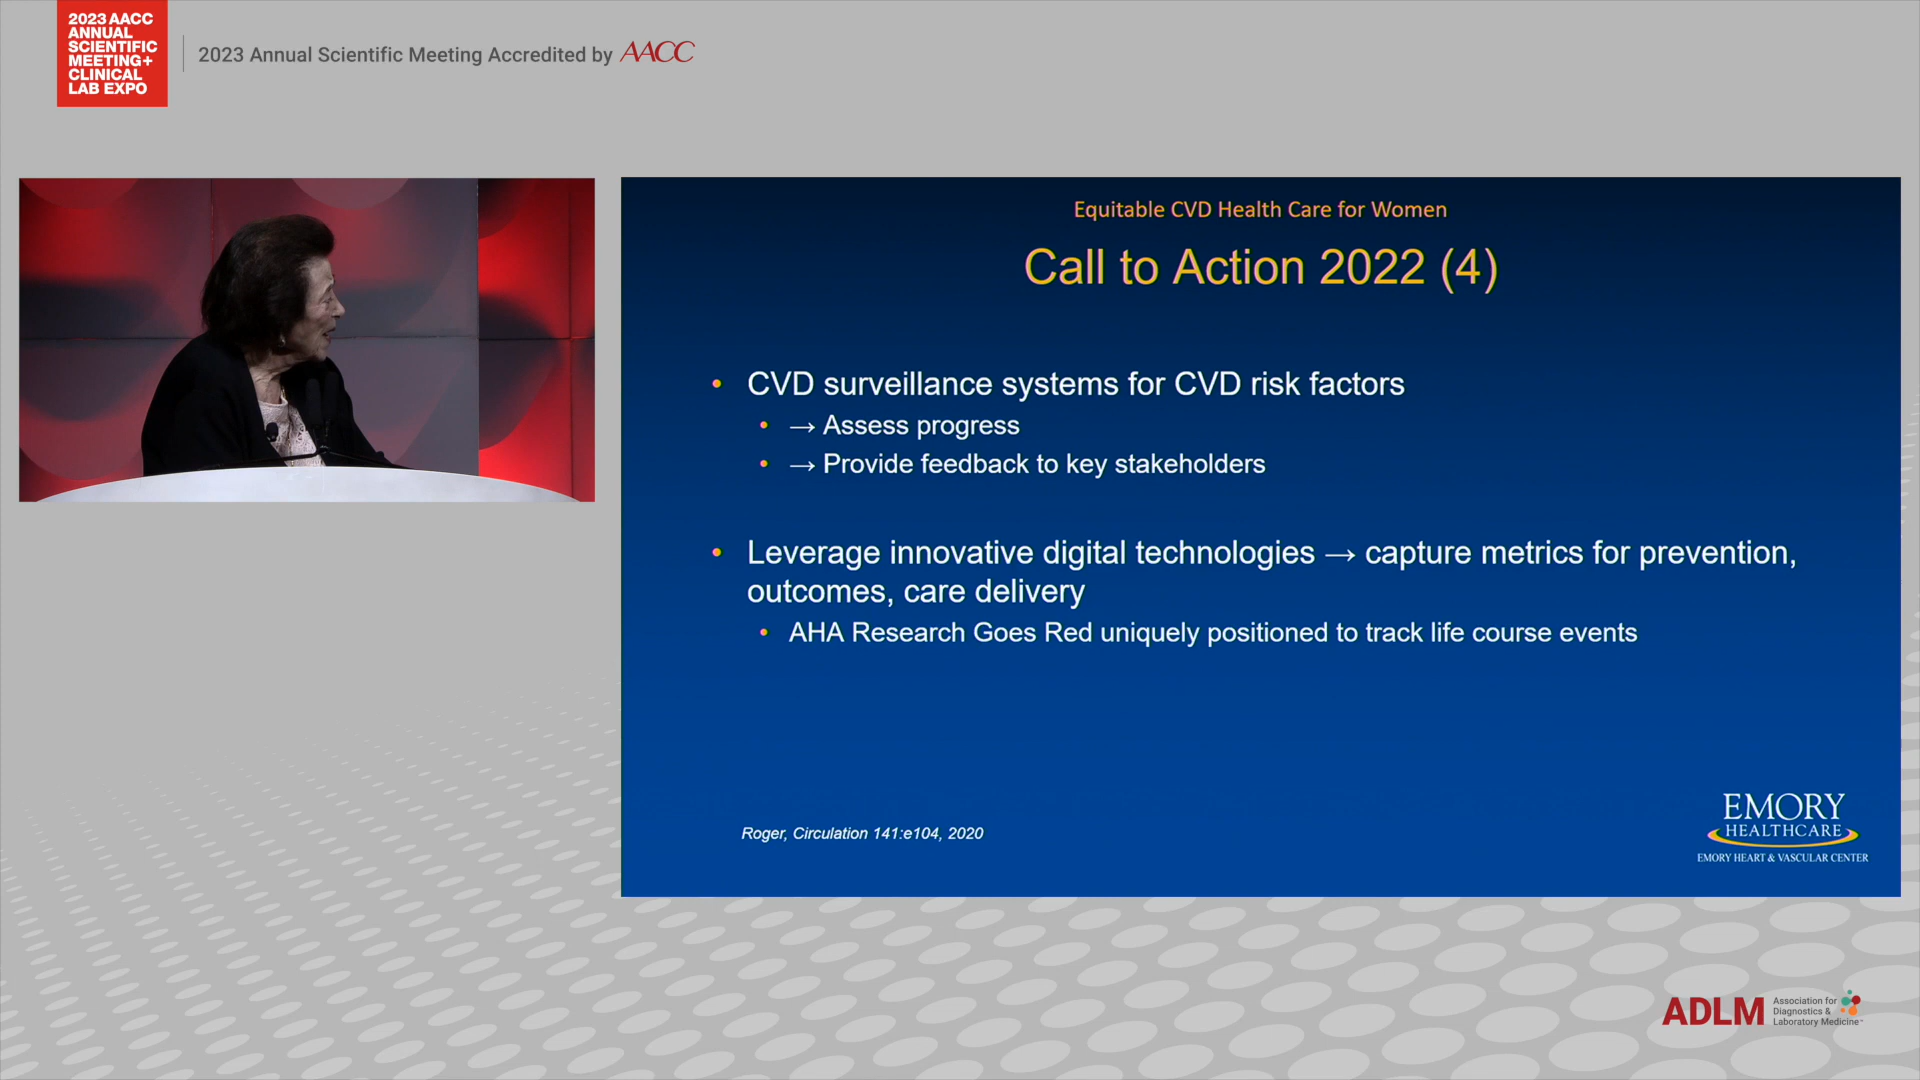 2023 AACC
ANNUAL
SCIENTIFIC
MEETING+
CLINICAL
LAB EXPO
2023 Annual Scientific Meeting Accredited by AACC
Equitable CVD Health Care for Women
Call to Action 2022 (4)
• CVD surveillance systems for CVD risk factors
• → Assess progress
• → Provide feedback to key stakeholders
• Leverage innovative digital technologies → capture metrics for prevention,
outcomes, care delivery
• AHA Research Goes Red uniquely positioned to track life course events
Roger, Circulation 141:e104, 2020
EMORY
HEALTHCARE
EMORY HEART & VASCULAR CENTER
ADLM
Association for
Diagnostics &
Laboratory Medicine